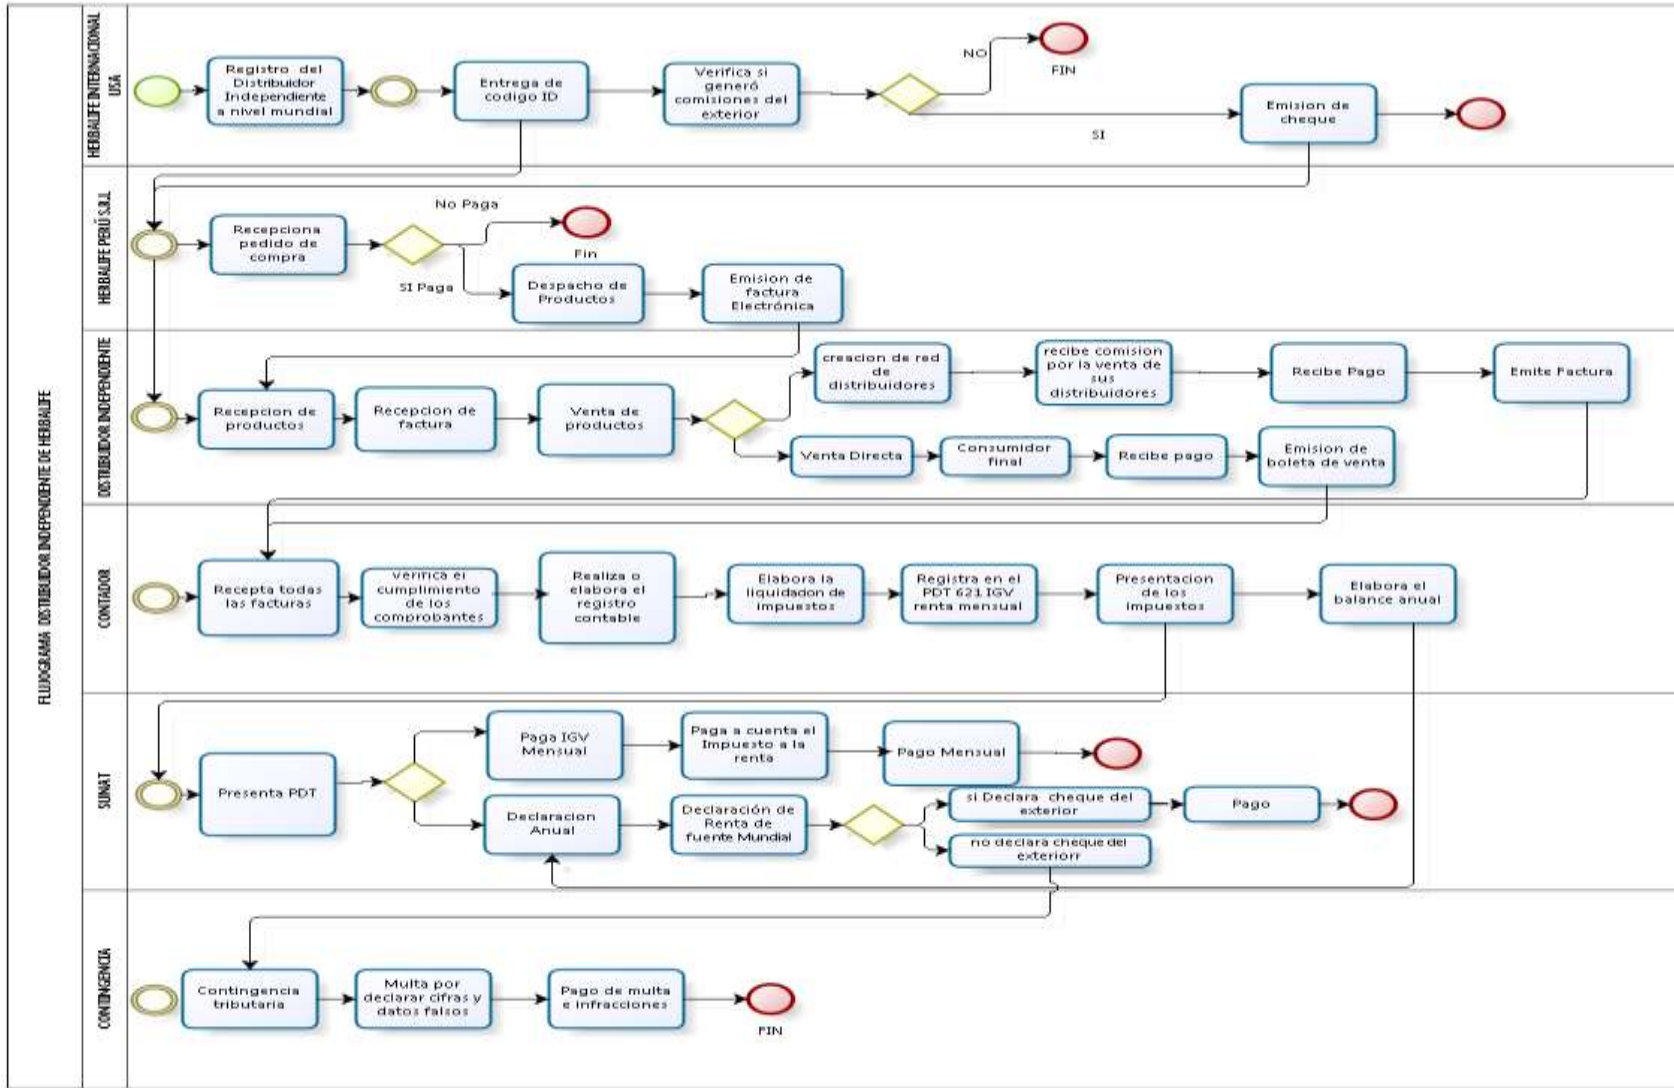 FLUJOGRAMA DISTRIBUIDOR INDEPENDIENTE DE HERBALIFE
HERBALIFE INTERNACIONAL
USA
Registro del
Distribuidor
Independiente
a nivel mundial
Entrega de
codigo ID
Verifica si
generó
comisiones del
exterior
NO
FIN
SI
Emision de
cheque
HERBALIFE PERÚ S.R.L
Recepciona
pedido de
compra
No Paga
Fin
SI Paga
Despacho de
Productos
Emision de
factura
Electrónica
DISTRIBUIDOR INDEPENDIENTE
Recepcion de
productos
Recepcion de
factura
Venta de
productos
creacion de red
de
distribuidores
recibe comision
por la venta de
sus
distribuidores
Recibe Pago
Emite Factura
Venta Directa
Consumidor
final
Recibe pago
Emision de
boleta de venta
CONTADOR
Recepta todas
las facturas
Verifica el
cumplimiento
de los
comprobantes
Realiza o
elabora el
registro
contable
Elabora la
liquidacion de
impuestos
Registra en el
PDT 621 IGV
renta mensual
Presentacion
de los
Impuestos
Elabora el
balance anual
SUNAT
Presenta PDT
Paga IGV
Mensual
Paga a cuenta el
Impuesto a la
renta
Pago Mensual
Declaracion
Anual
Declaración de
Renta de
fuente Mundial
si Declara cheque del
exterior
Pago
no declara cheque del
exteriorr
CONTINGENCIA
Contingencia
tributaria
Multa por
declarar cifras y
datos falsos
Pago de multa
e infracciones
FIN